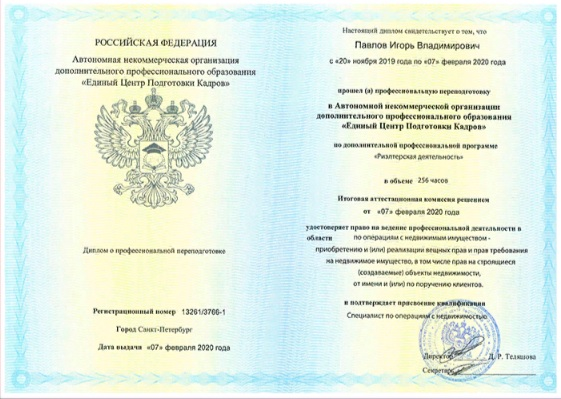 РОССИЙСКАЯ ФЕДЕРАЦИЯ
Автономная некоммерческая организация
дополнительного профессионального образования
«Единый Центр Подготовки Кадров»
Диплом о профессиональной переподготовке
Регистрационный номер 13261/3766-1
Город Санкт-Петербург
Дата выдачи «07» февраля 2020 года
Настоящий диплом свидетельствует о том, что
Павлов Игорь Владимирович
с «20» ноября 2019 года по «07» февраля 2020 года
прошел (а) профессиональную переподготовку
в Автономной некоммерческой организации
дополнительного профессионального образования
«Единый Центр Подготовки Кадров»
по дополнительной профессиональной программе
«Риэлтерская деятельность»
в объеме 256 часов
Итоговая аттестационная комиссия решением
от «07» февраля 2020 года
удостоверяет право на ведение профессиональной деятельности в
области по операциям с недвижимым имуществом -
приобретению и (или) реализации вещных прав и прав требования
на недвижимое имущество, в том числе прав на строящиеся
(создаваемые) объекты недвижимости,
от имени и (или) по поручению клиентов.
и подтверждает присвоение квалификации
Специалист по операциям с недвижимостью
Директор Д. Р. Теляшова
Секретарь